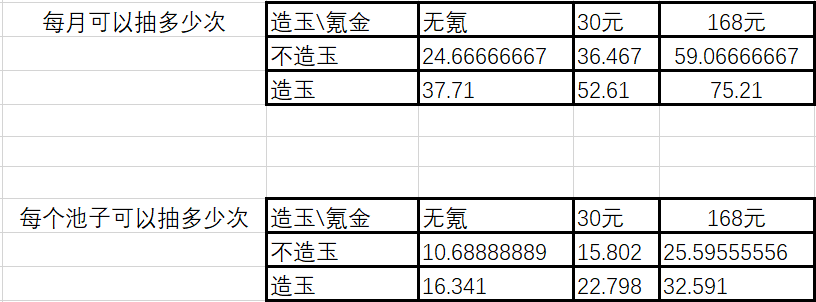 每月可以抽多少次 造玉\氪金 无氪 30元 168元
不造玉 24.66666667 36.467 59.06666667
造玉 37.71 52.61 75.21
每个池子可以抽多少次 造玉\氪金 无氪 30元 168元
不造玉 10.68888889 15.802 25.59555556
造玉 16.341 22.798 32.591